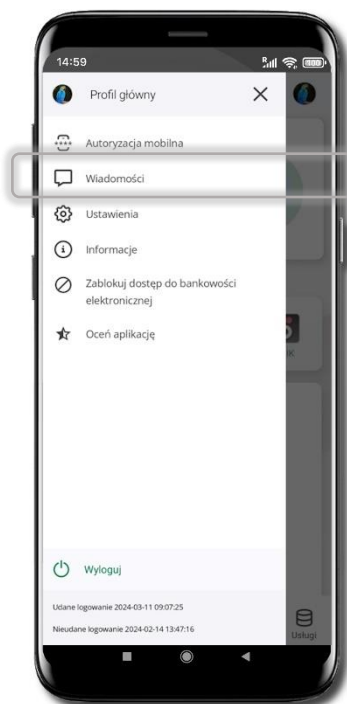 14:59
Profil główny
Autoryzacja mobilna
Wiadomości
Ustawienia
Informacje
Zablokuj dostęp do bankowości
elektronicznej
Oceń aplikację
Wyloguj
Udane logowanie 2024-03-11 09:07:25
Nieudane logowanie 2024-02-14 13:47:16
Usługi